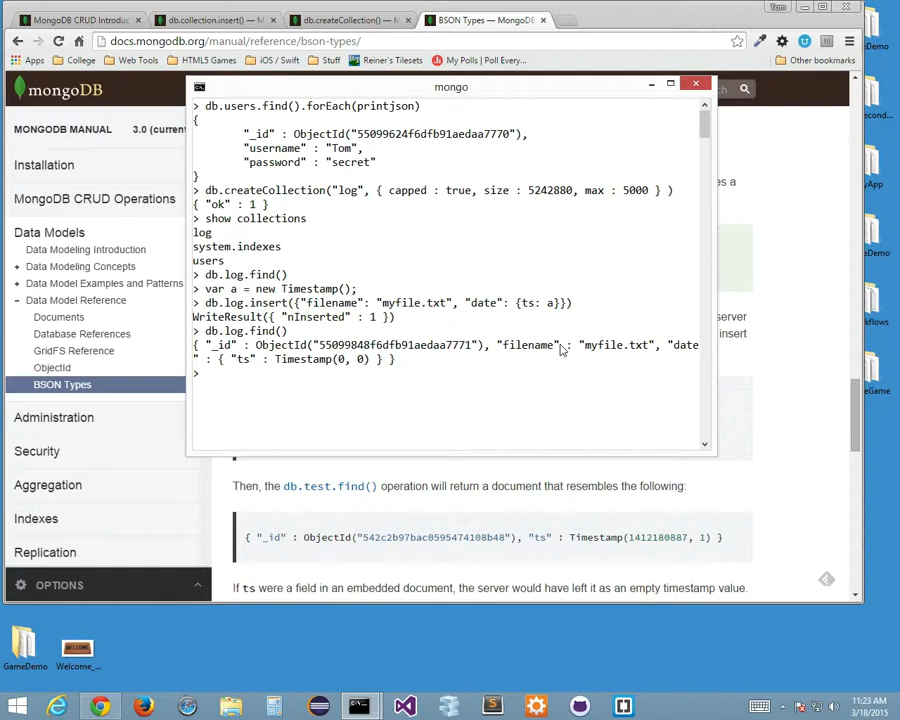 Tom
MongoDB CRUD Introduc
db.collection.insert() — M
db.createCollection() — M
BSON Types — MongoDB
docs.mongodb.org/manual/reference/bson-types/
Apps
College
Web Tools
HTML5 Games
iOS / Swift
Stuff
Reiner's Tilesets
My Polls | Poll Every...
Other bookmarks
mongoDB
MONGODB MANUAL
3.0 (current
Installation
MongoDB CRUD Operations
Data Models
Data Modeling Introduction
Data Modeling Concepts
Data Model Examples and Patterns
Data Model Reference
Documents
Database References
GridFS Reference
ObjectId
BSON Types
Administration
Security
Aggregation
Indexes
Replication
OPTIONS
mongo
> db.users.find().forEach(printjson)
{
"_id" : ObjectId("55099624f6dfb91aedaa7770"),
"username" : "Tom",
"password" : "secret"
}
> db.createCollection("log", { capped : true, size : 5242880, max : 5000 } )
{ "ok" : 1 }
> show collections
log
system.indexes
users
> db.log.find()
> var a = new Timestamp();
> db.log.insert({"filename": "myfile.txt", "date": {ts: a}})
WriteResult({ "nInserted" : 1 })
> db.log.find()
{ "_id" : ObjectId("55099848f6dfb91aedaa7771"), "filename" : "myfile.txt", "date
" : { "ts" : Timestamp(0, 0) } }
>
es a
server
insert
Then, the db.test.find() operation will return a document that resembles the following:
{ "_id" : ObjectId("542c2b97bac0595474108b48"), "ts" : Timestamp(1412180887, 1) }
If ts were a field in an embedded document, the server would have left it as an empty timestamp value.
eDemo
econd...
yApp
eDemo
kflows
eGame
GameDemo
Welcome_...
11:23 AM
3/18/2015